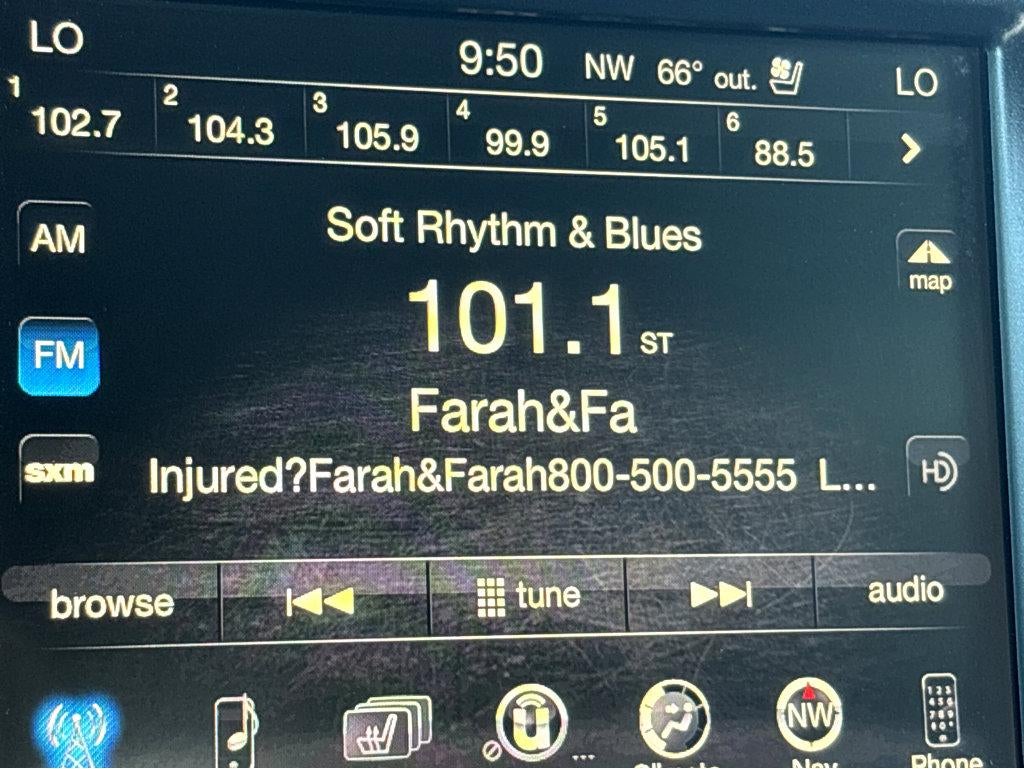 LO 9:50 NW 66° out. LO
1 102.7 2 104.3 3 105.9 4 99.9 5 105.1 6 88.5
AM
Soft Rhythm & Blues
map
101.1 ST
FM
Farah&Fa
sxm
Injured?Farah&Farah800-500-5555 L...
HD
browse tune audio
U
NW
...
Climate Nav Phone